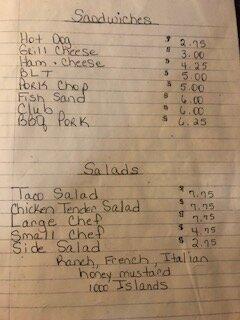 Sandwiches
Hot Dog $ 2.75
Grill Cheese $ 3.00
Ham + Cheese $ 4.25
BLT $ 5.00
Pork Chop $ 5.00
Fish Sand $ 6.00
Club $ 6.00
BBQ Pork $ 6.25
Salads
Taco Salad $ 7.75
Chicken Tender Salad $ 7.75
Large Chef $ 7.75
Small Chef $ 4.75
Side Salad $ 2.75
Ranch, French, Italian
honey mustard
1000 Islands